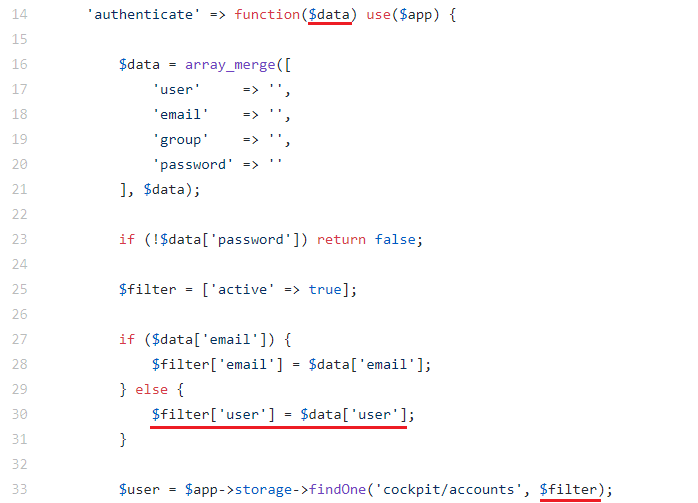 14 'authenticate' => function($data) use($app) {
15
16 $data = array_merge([
17 'user'     => '',
18 'email'    => '',
19 'group'    => '',
20 'password' => ''
21 ], $data);
22
23 if (!$data['password']) return false;
24
25 $filter = ['active' => true];
26
27 if ($data['email']) {
28 $filter['email'] = $data['email'];
29 } else {
30 $filter['user'] = $data['user'];
31 }
32
33 $user = $app->storage->findOne('cockpit/accounts', $filter);